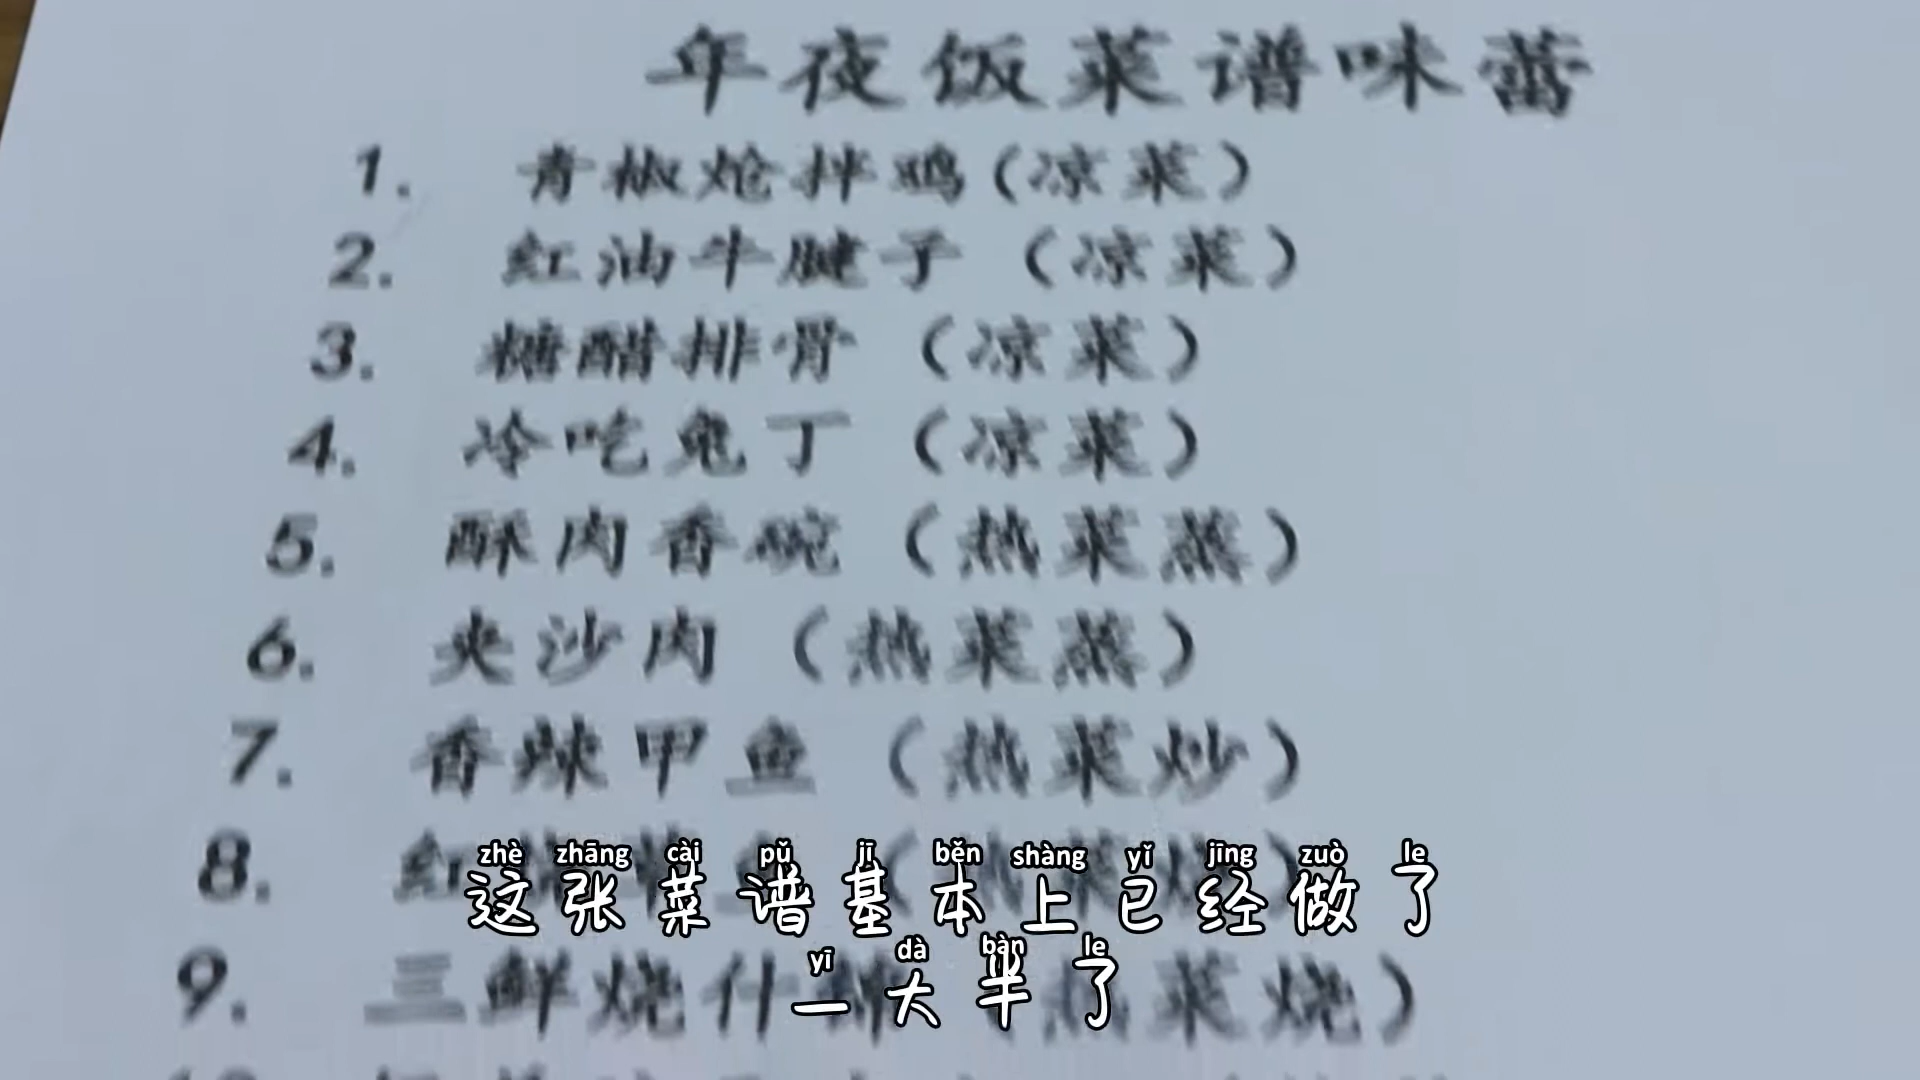 年夜饭菜谱味蕾
1. 青椒炝拌鸡（凉菜）
2. 红油牛腱子（凉菜）
3. 糖醋排骨（凉菜）
4. 冷吃兔丁（凉菜）
5. 酥肉香碗（热菜蒸）
6. 夹沙肉（热菜蒸）
7. 香辣甲鱼（热菜炒）
8. 红
zhè zhāng cài pǔ jī běn shàng yǐ jīng zuò le
这张菜谱基本上已经做了
9. 三鲜烧什（热菜烧）
yī dà bàn le
一大半了